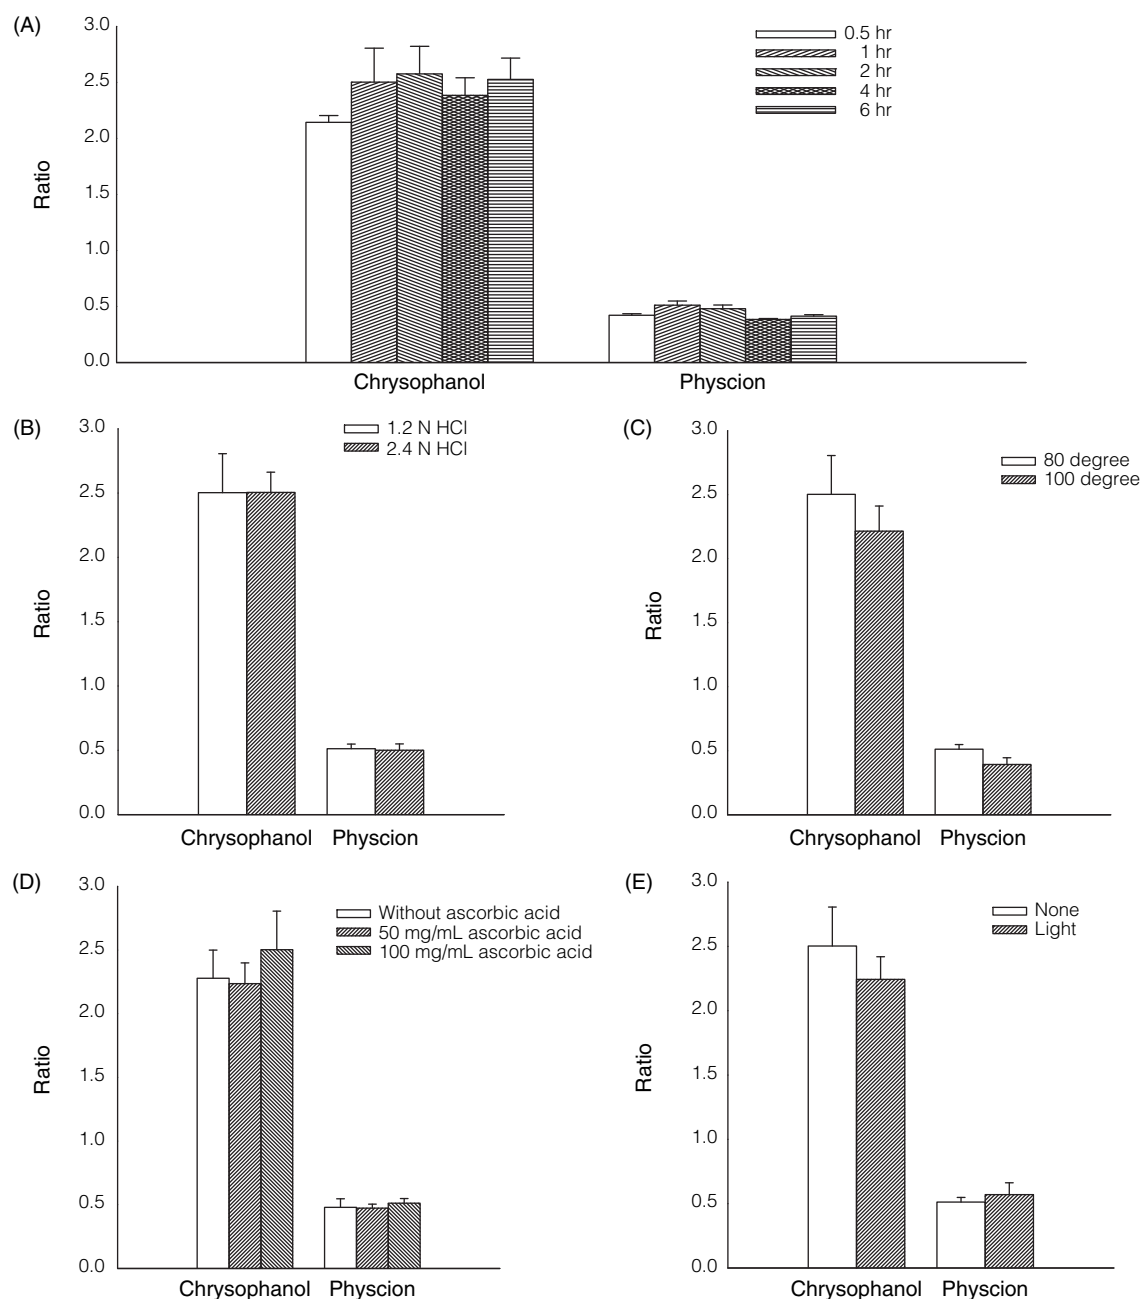 (A)
3.0
2.5
2.0
1.5
1.0
0.5
0.0
Ratio
0.5 hr
1 hr
2 hr
4 hr
6 hr
Chrysophanol Physcion
(B)
3.0
2.5
2.0
1.5
1.0
0.5
0.0
Ratio
1.2 N HCl
2.4 N HCl
Chrysophanol Physcion
(C)
3.0
2.5
2.0
1.5
1.0
0.5
0.0
Ratio
80 degree
100 degree
Chrysophanol Physcion
(D)
3.0
2.5
2.0
1.5
1.0
0.5
0.0
Ratio
Without ascorbic acid
50 mg/mL ascorbic acid
100 mg/mL ascorbic acid
Chrysophanol Physcion
(E)
3.0
2.5
2.0
1.5
1.0
0.5
0.0
Ratio
None
Light
Chrysophanol Physcion